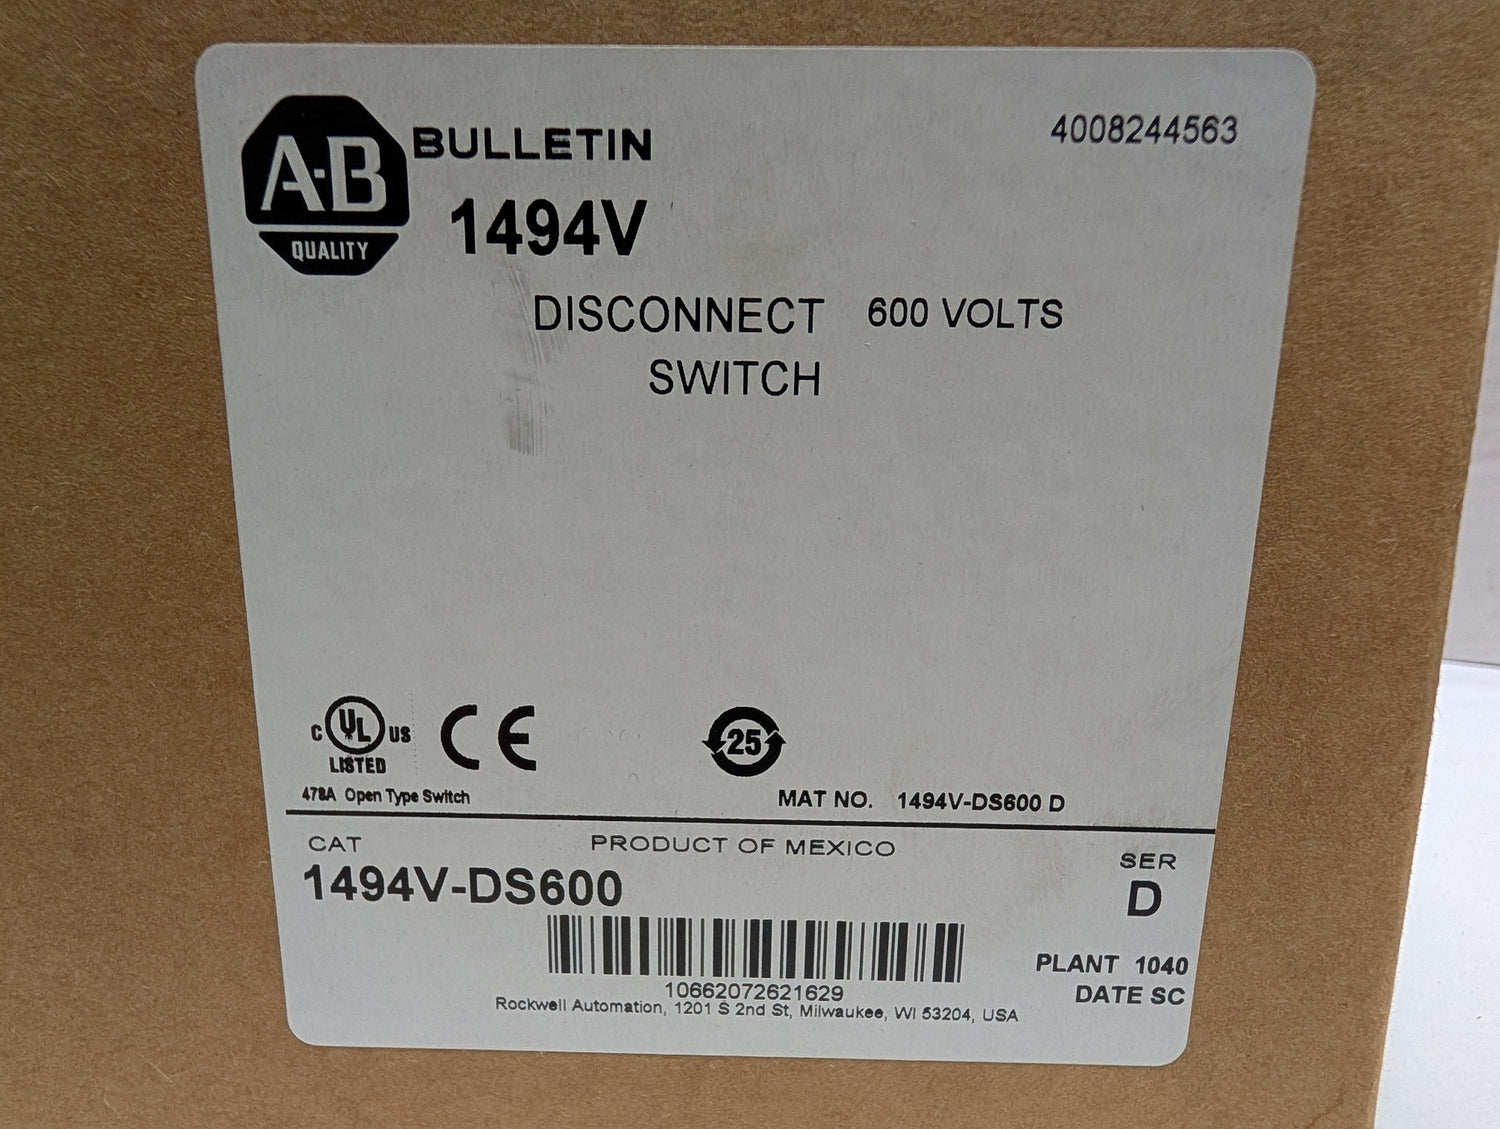 A-B
QUALITY
BULLETIN
1494V
4008244563
DISCONNECT 600 VOLTS
SWITCH
C UL US
LISTED
CE
25
478A Open Type Switch
MAT NO. 1494V-DS600 D
CAT
PRODUCT OF MEXICO
SER
1494V-DS600
D
PLANT 1040
DATE SC
10662072621629
Rockwell Automation, 1201 S 2nd St, Milwaukee, WI 53204, USA